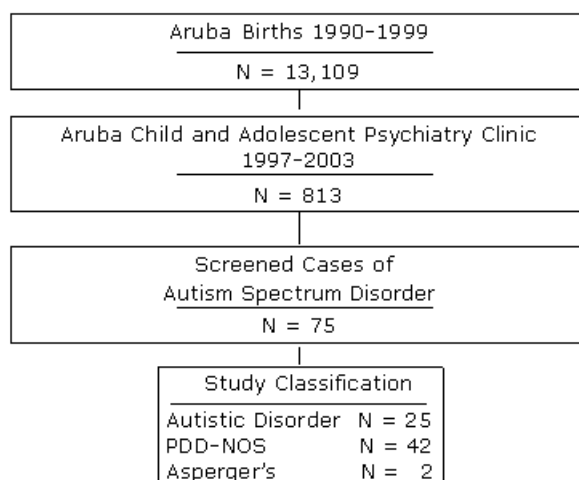 Aruba Births 1990-1999
N = 13,109
Aruba Child and Adolescent Psychiatry Clinic
1997-2003
N = 813
Screened Cases of
Autism Spectrum Disorder
N = 75
Study Classification
Autistic Disorder N = 25
PDD-NOS N = 42
Asperger's N = 2